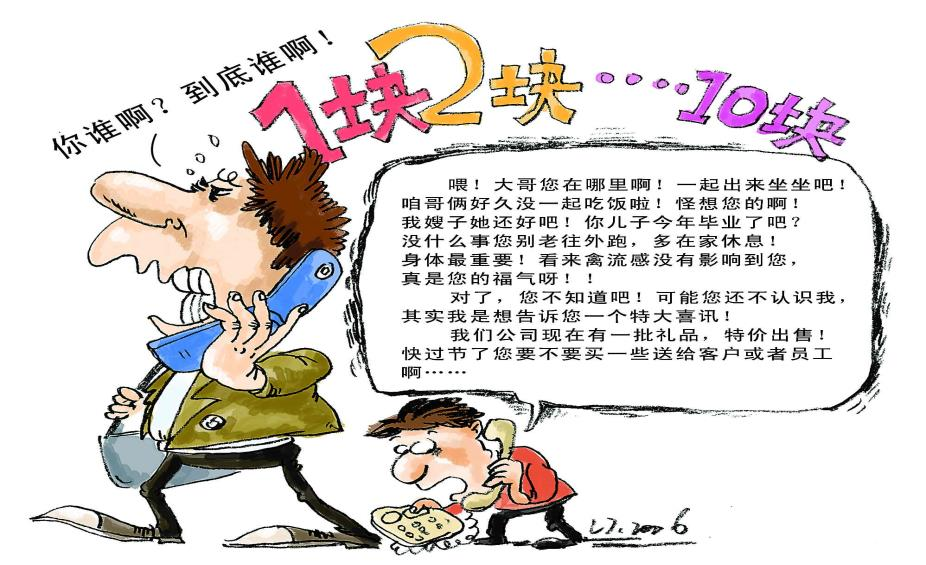 你谁啊？到底谁啊！
1块2块……10块
喂！大哥您在哪里啊！一起出来坐坐吧！
咱哥俩好久没一起吃饭啦！怪想您的啊！
我嫂子她还好吧！你儿子今年毕业了吧？
没什么事您别老往外跑，多在家休息！
身体最重要！看来禽流感没有影响到您，
真是您的福气呀！！
对了，您不知道吧！可能您还不认识我，
其实我是想告诉您一个特大喜讯！
我们公司现在有一批礼品，特价出售！
快过节了您要不要买一些送给客户或者员工
啊……